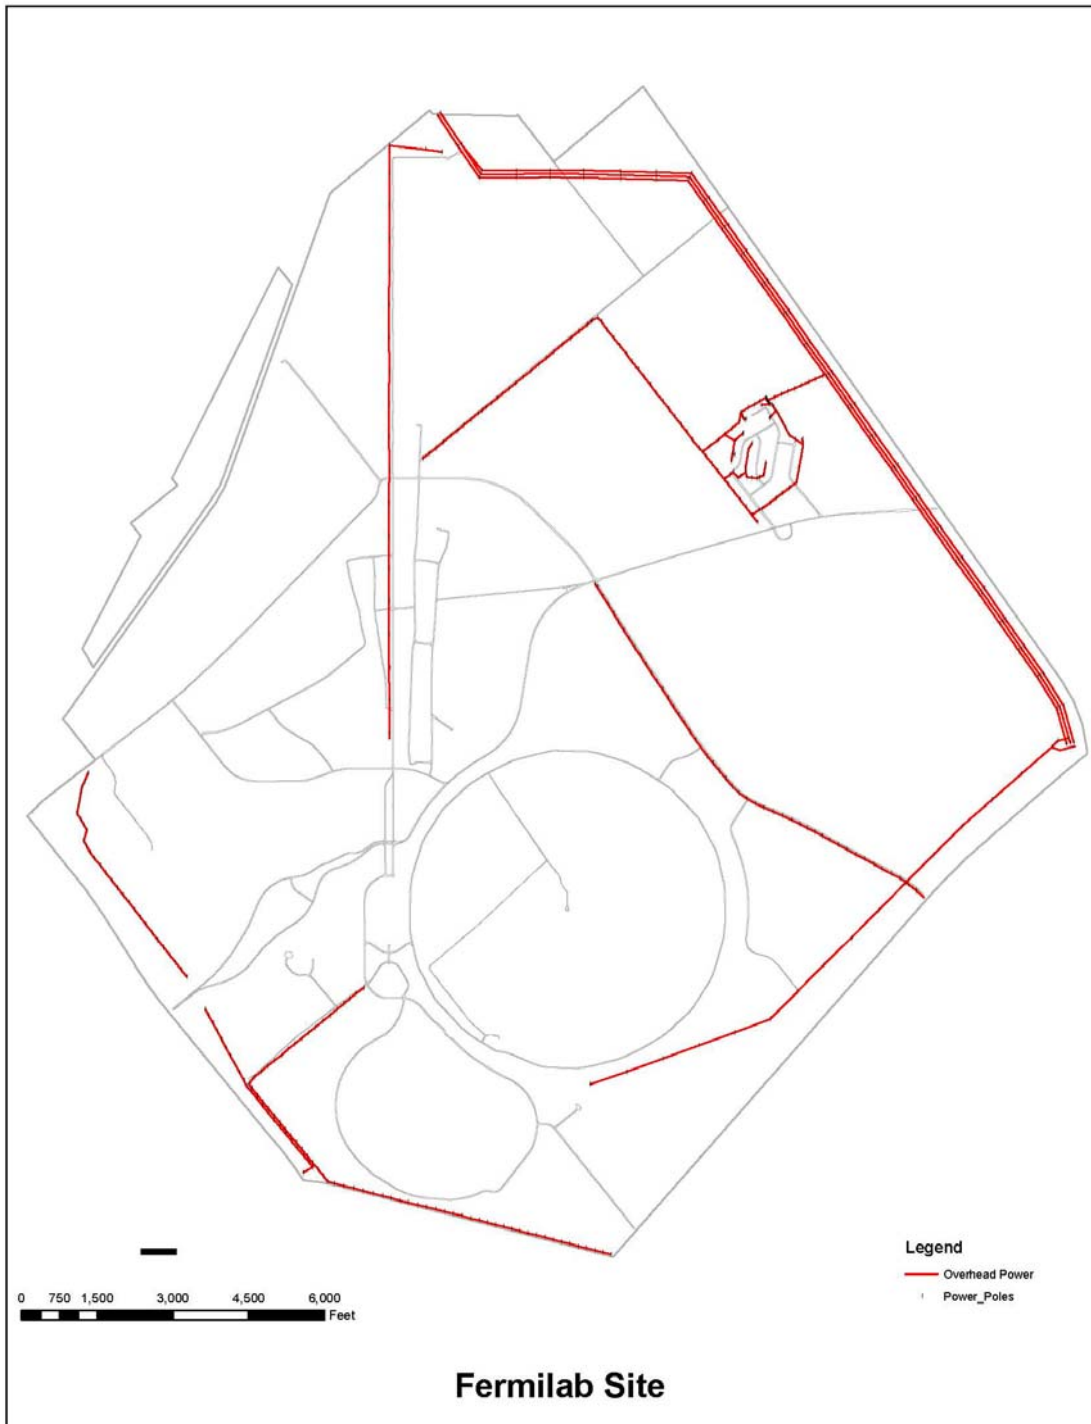 Legend
Overhead Power
Power_Poles
0 750 1,500 3,000 4,500 6,000
Feet
Fermilab Site